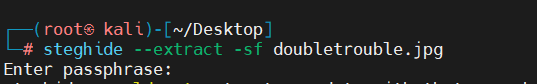 ┌──(root㉿ kali)-[~/Desktop]
└─# steghide --extract -sf doubletrouble.jpg
Enter passphrase: